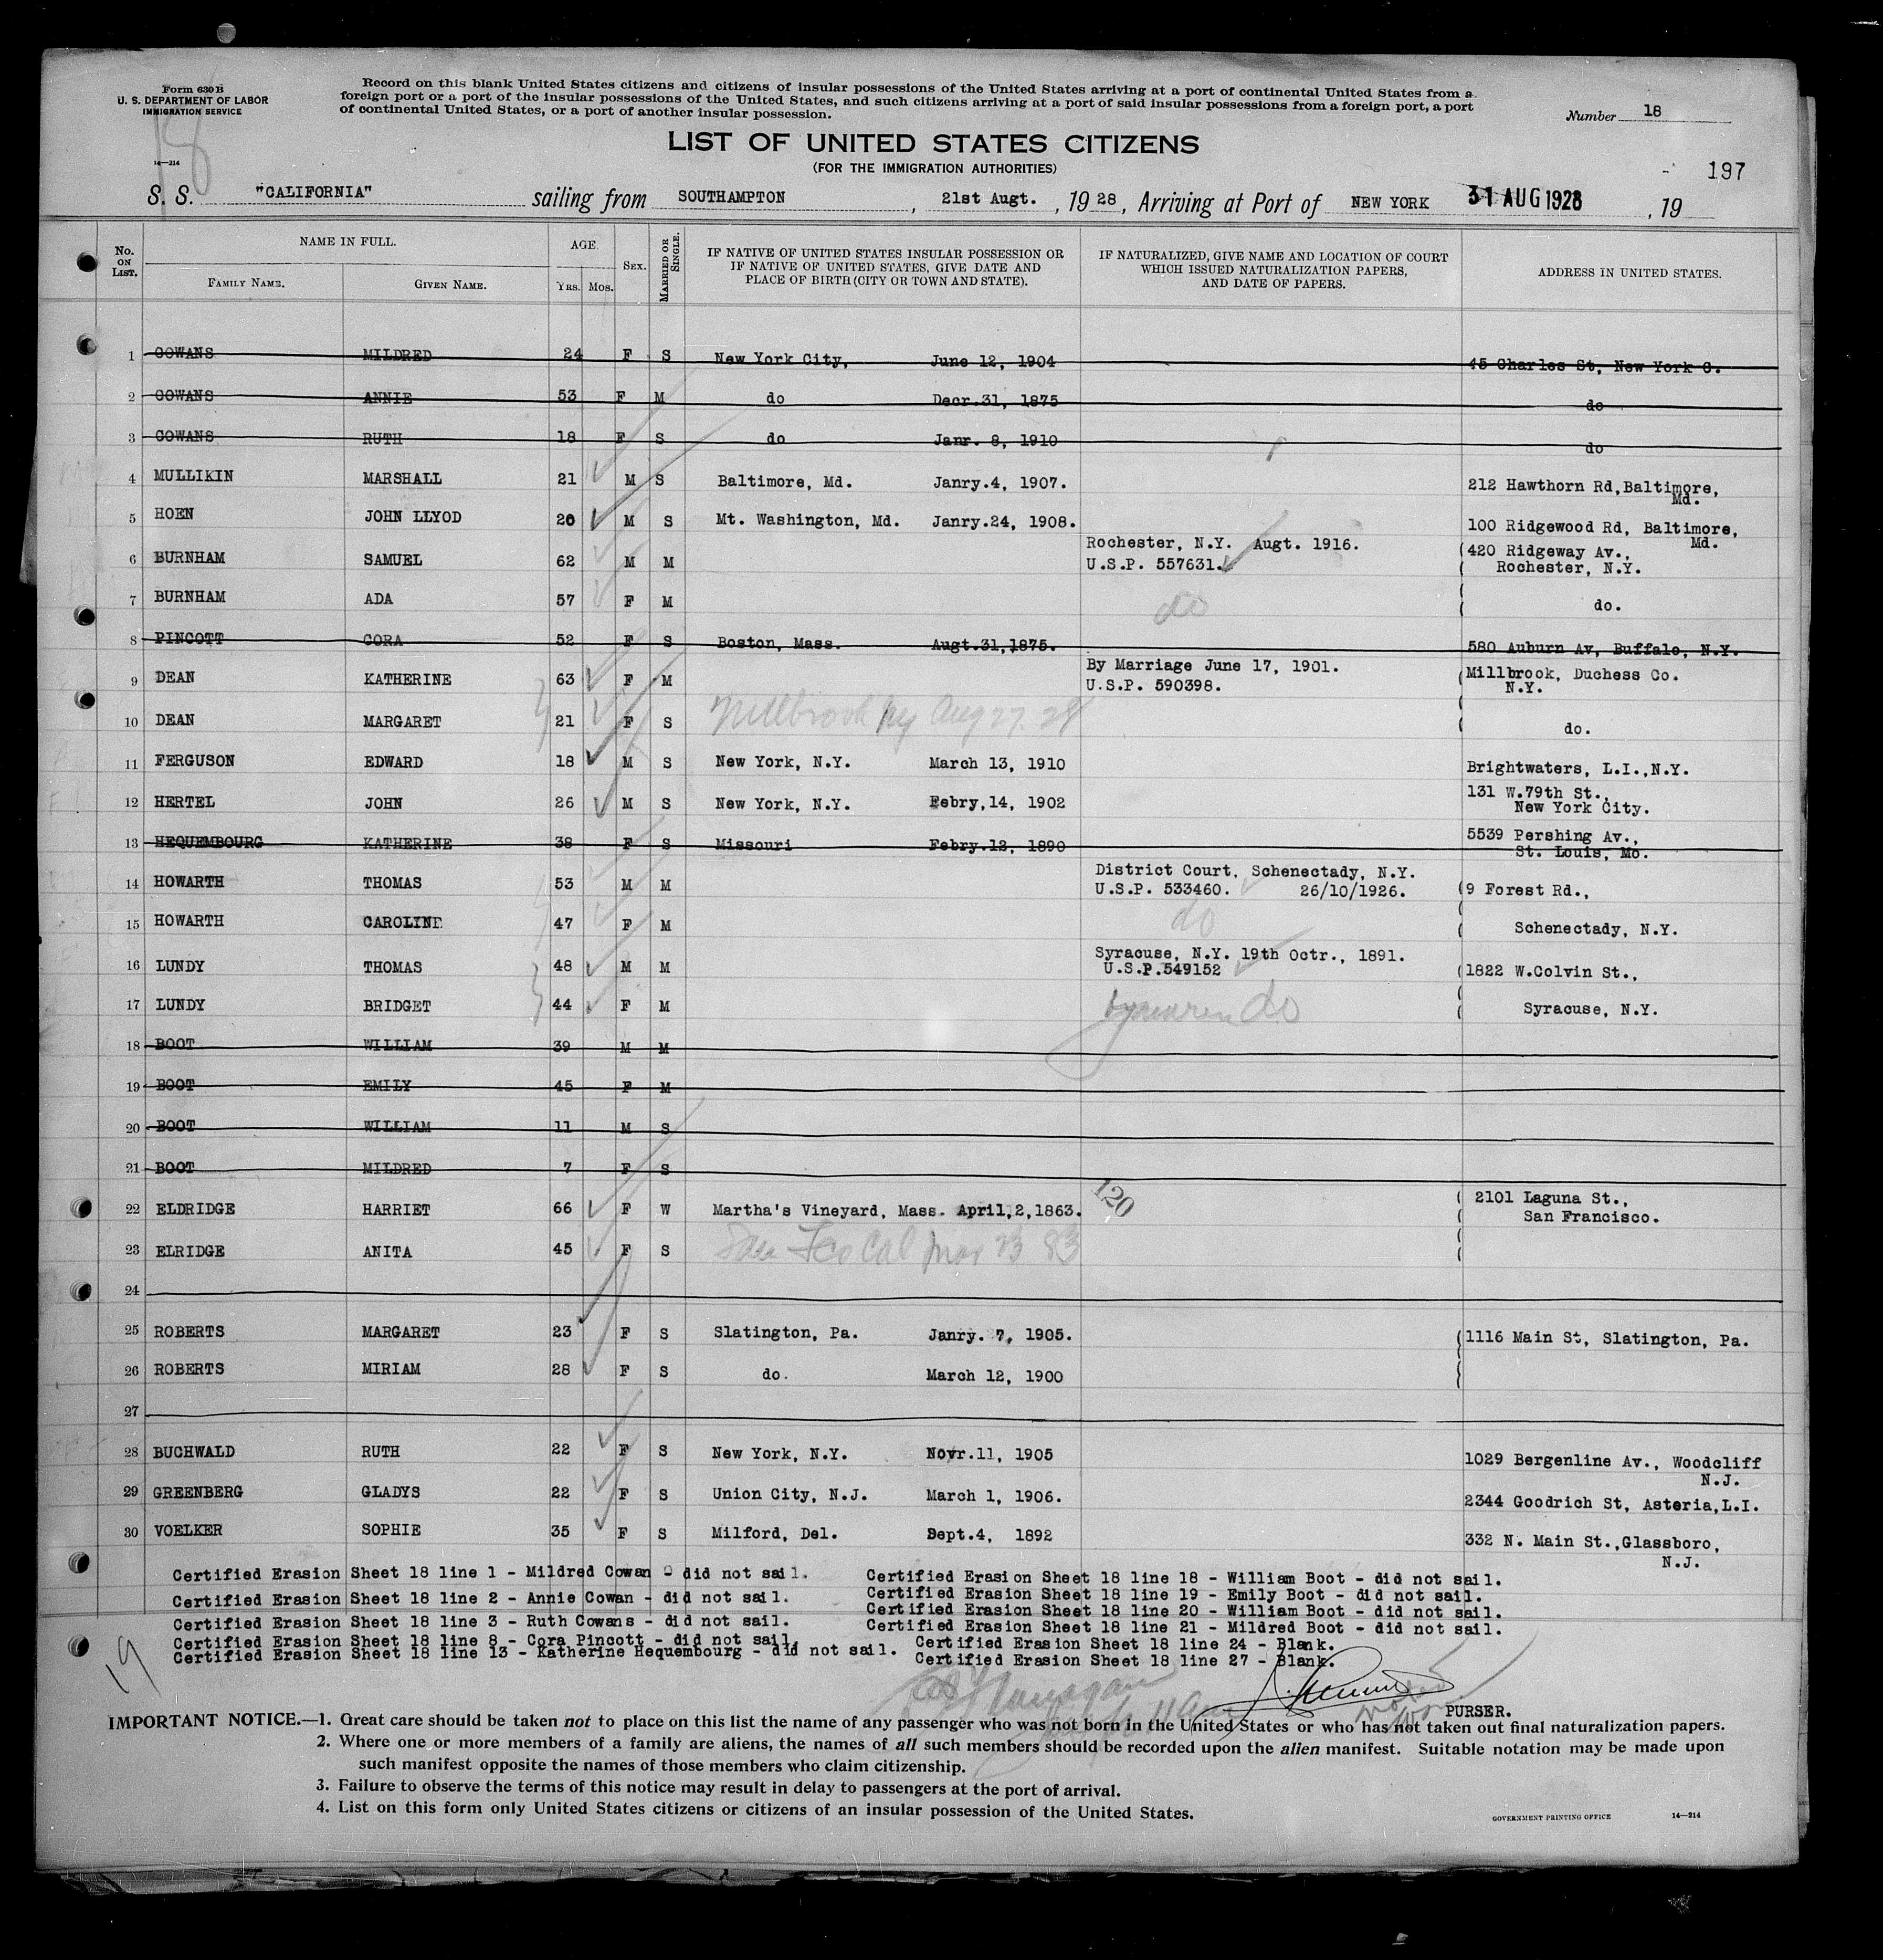 Form 630 B
U. S. DEPARTMENT OF LABOR
IMMIGRATION SERVICE
14—214
Record on this blank United States citizens and citizens of insular possessions of the United States arriving at a port of continental United States from a
foreign port or a port of the insular possessions of the United States, and such citizens arriving at a port of said insular possessions from a foreign port, a port
of continental United States, or a port of another insular possession.
Number 18
18
LIST OF UNITED STATES CITIZENS
(FOR THE IMMIGRATION AUTHORITIES)
197
S. S. "CALIFORNIA" sailing from SOUTHAMPTON, 21st Augt., 1928, Arriving at Port of NEW YORK 31 AUG 1928, 19
No. ON LIST. NAME IN FULL. AGE. SEX. MARRIED OR SINGLE. IF NATIVE OF UNITED STATES INSULAR POSSESSION OR IF NATIVE OF UNITED STATES, GIVE DATE AND PLACE OF BIRTH (CITY OR TOWN AND STATE). IF NATURALIZED, GIVE NAME AND LOCATION OF COURT WHICH ISSUED NATURALIZATION PAPERS, AND DATE OF PAPERS. ADDRESS IN UNITED STATES.
FAMILY NAME. GIVEN NAME. YRS. MOS.
1 COWANS MILDRED 24 F S New York City, June 12, 1904 45 Charles St, New York C.
2 COWANS ANNIE 53 F M do Decr.31, 1875 do
3 COWANS RUTH 18 F S do Janr. 8, 1910 do
4 MULLIKIN MARSHALL 21 M S Baltimore, Md. Janry.4, 1907. 212 Hawthorn Rd,Baltimore, Md.
5 HOEN JOHN LLYOD 20 M S Mt. Washington, Md. Janry.24, 1908. 100 Ridgewood Rd, Baltimore, Md.
6 BURNHAM SAMUEL 62 M M Rochester, N.Y. Augt. 1916. U.S.P. 557631. (420 Ridgeway Av., Rochester, N.Y.
7 BURNHAM ADA 57 F M do do.
8 PINCOTT CORA 52 F S Boston, Mass. Augt.31,1875. 580 Auburn Av, Buffalo, N.Y.
9 DEAN KATHERINE 63 F M By Marriage June 17, 1901. U.S.P. 590398. (Millbrook, Duchess Co. N.Y.
10 DEAN MARGARET 21 F S Millbrook NY Aug 27. 28 do.
11 FERGUSON EDWARD 18 M S New York, N.Y. March 13, 1910 Brightwaters, L.I.,N.Y.
12 HERTEL JOHN 26 M S New York, N.Y. Febry,14, 1902 131 W.79th St., New York City.
13 HEQUEMBOURG KATHERINE 38 F S Missouri Febry.12, 1890 5539 Pershing Av., St. Louis, Mo.
14 HOWARTH THOMAS 53 M M District Court, Schenectady, N.Y. U.S.P. 533460. 26/10/1926. (9 Forest Rd.,
15 HOWARTH CAROLINE 47 F M do Schenectady, N.Y.
16 LUNDY THOMAS 48 M M Syracuse, N.Y. 19th Octr., 1891. U.S.P.549152 (1822 W.Colvin St.,
17 LUNDY BRIDGET 44 F M do Syracuse, N.Y.
18 BOOT WILLIAM 39 M M
19 BOOT EMILY 45 F M
20 BOOT WILLIAM 11 M S
21 BOOT MILDRED 7 F S
120
22 ELDRIDGE HARRIET 66 F W Martha's Vineyard, Mass. April,2,1863. ( 2101 Laguna St., San Francisco.
23 ELRIDGE ANITA 45 F S San Fco Cal Mar 23 83
24
25 ROBERTS MARGARET 23 F S Slatington, Pa. Janry. 7, 1905. (1116 Main St, Slatington, Pa.
26 ROBERTS MIRIAM 28 F S do. March 12, 1900
27
28 BUCHWALD RUTH 22 F S New York, N.Y. Novr.11, 1905 1029 Bergenline Av., Woodcliff N.J.
29 GREENBERG GLADYS 22 F S Union City, N.J. March 1, 1906. 2344 Goodrich St, Asteria,L.I.
30 VOELKER SOPHIE 35 F S Milford, Del. Sept.4, 1892 332 N. Main St.,Glassboro, N.J.
Certified Erasion Sheet 18 line 1 - Mildred Cowan - did not sail.
Certified Erasion Sheet 18 line 2 - Annie Cowan - did not sail.
Certified Erasion Sheet 18 line 3 - Ruth Cowans - did not sail.
Certified Erasion Sheet 18 line 8 - Cora Pincott - did not sail.
Certified Erasion Sheet 18 line 13 - Katherine Hequembourg - did not sail.
Certified Erasion Sheet 18 line 18 - William Boot - did not sail.
Certified Erasion Sheet 18 line 19 - Emily Boot - did not sail.
Certified Erasion Sheet 18 line 20 - William Boot - did not sail.
Certified Erasion Sheet 18 line 21 - Mildred Boot - did not sail.
Certified Erasion Sheet 18 line 24 - Blank.
Certified Erasion Sheet 18 line 27 - Blank.
19
PURSER.
IMPORTANT NOTICE.—1. Great care should be taken not to place on this list the name of any passenger who was not born in the United States or who has not taken out final naturalization papers.
2. Where one or more members of a family are aliens, the names of all such members should be recorded upon the alien manifest. Suitable notation may be made upon
such manifest opposite the names of those members who claim citizenship.
3. Failure to observe the terms of this notice may result in delay to passengers at the port of arrival.
4. List on this form only United States citizens or citizens of an insular possession of the United States.
GOVERNMENT PRINTING OFFICE 14—214